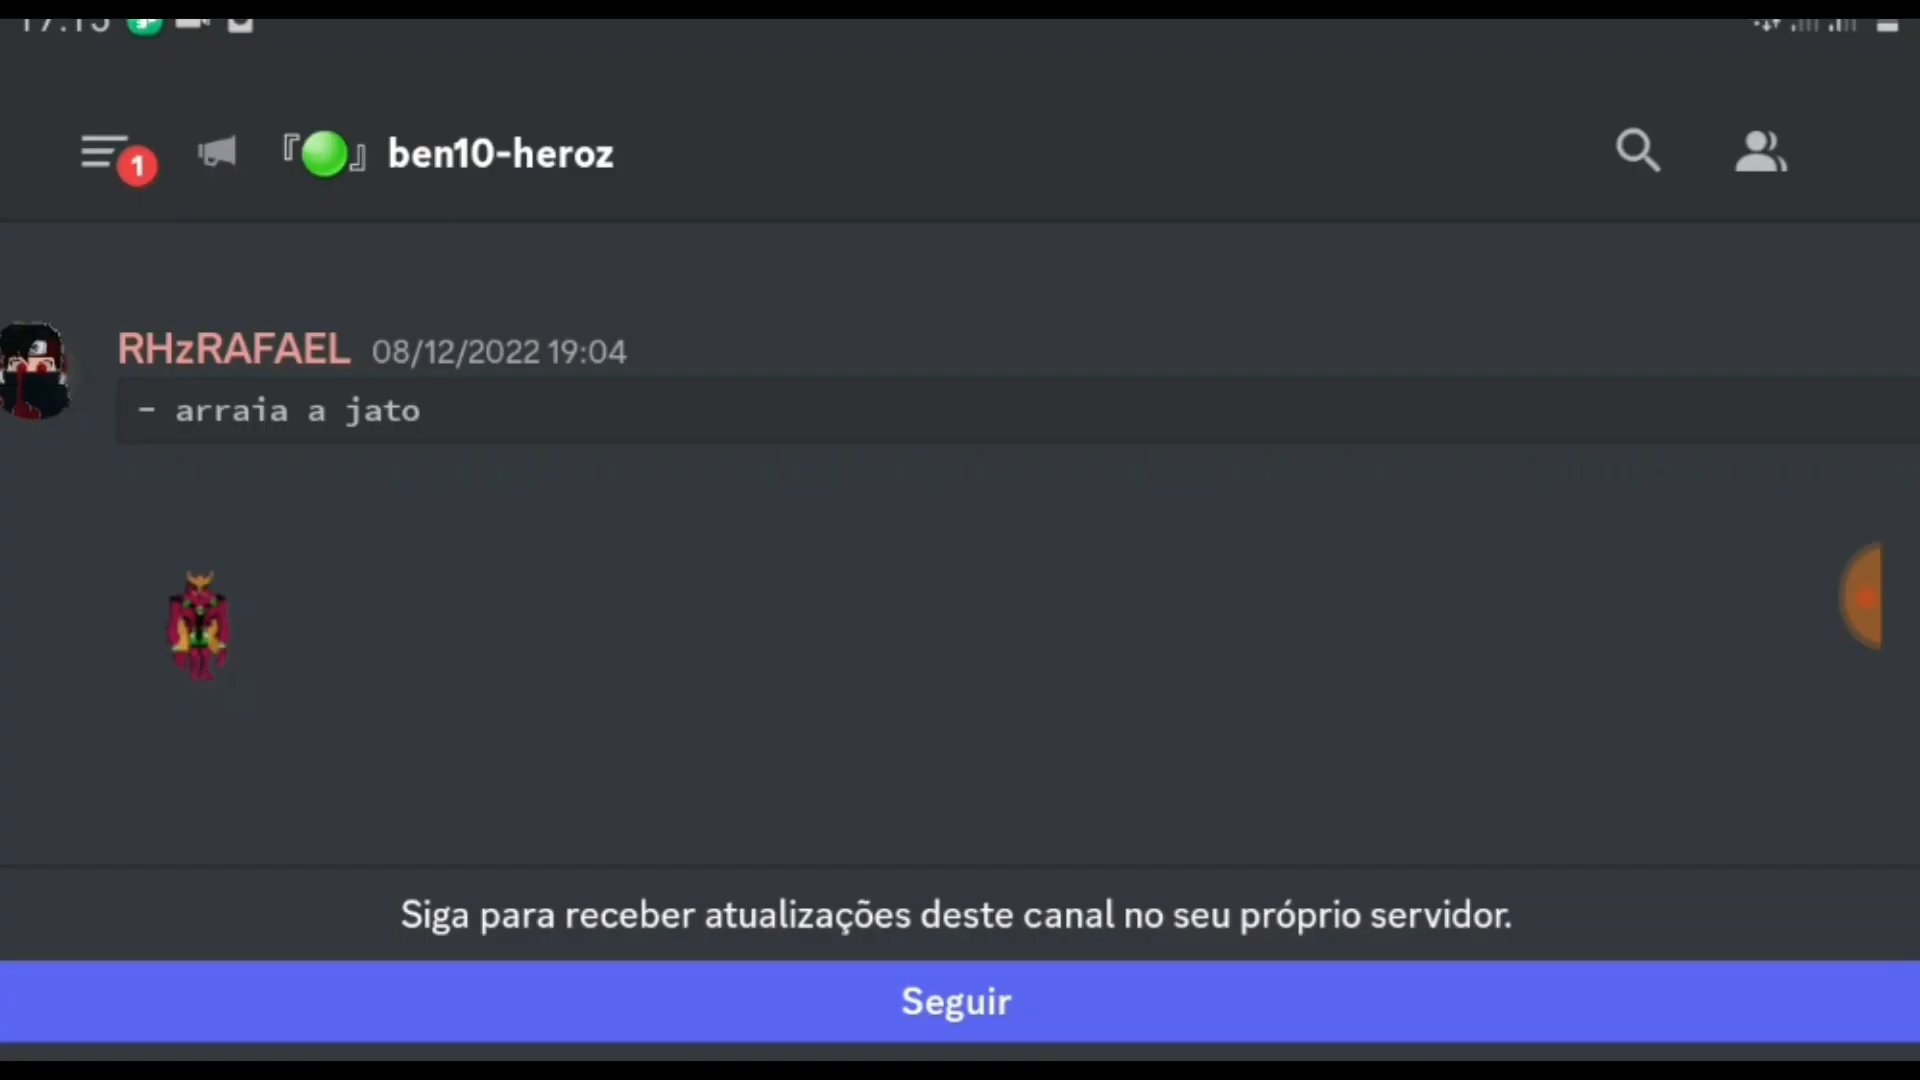 1
『🟢』 ben10-heroz
RHzRAFAEL 08/12/2022 19:04
- arraia a jato
Siga para receber atualizações deste canal no seu próprio servidor.
Seguir